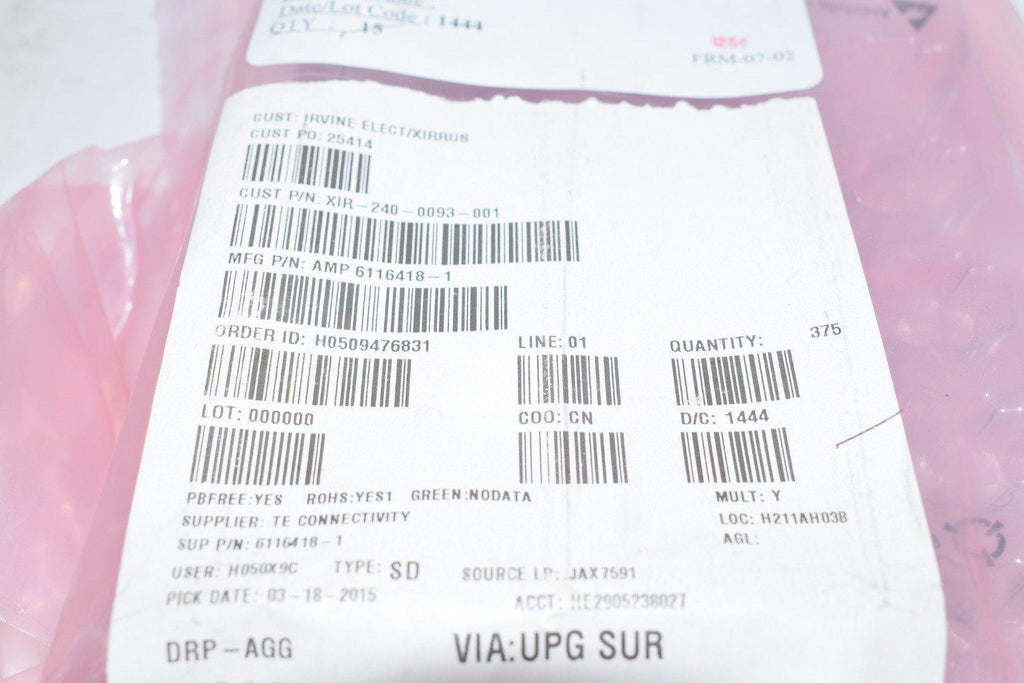 Date/Lot Code : 1444
QTY : 15
FRM-07-02
CUST: IRVINE ELECT/XIRRUS
CUST PO: 25414
CUST P/N: XIR-240-0093-001
MFG P/N: AMP 6116418-1
ORDER ID: H0509476831 LINE: 01 QUANTITY: 375
LOT: 000000 COO: CN D/C: 1444
PBFREE:YES ROHS:YES1 GREEN:NODATA MULT: Y
SUPPLIER: TE CONNECTIVITY LOC: H211AH03B
SUP P/N: 6116418-1 AGL:
USER: H050X9C TYPE: SD SOURCE LP: JAX7591
PICK DATE: 03-18-2015 ACCT: HE2905238027
DRP-AGG VIA:UPG SUR